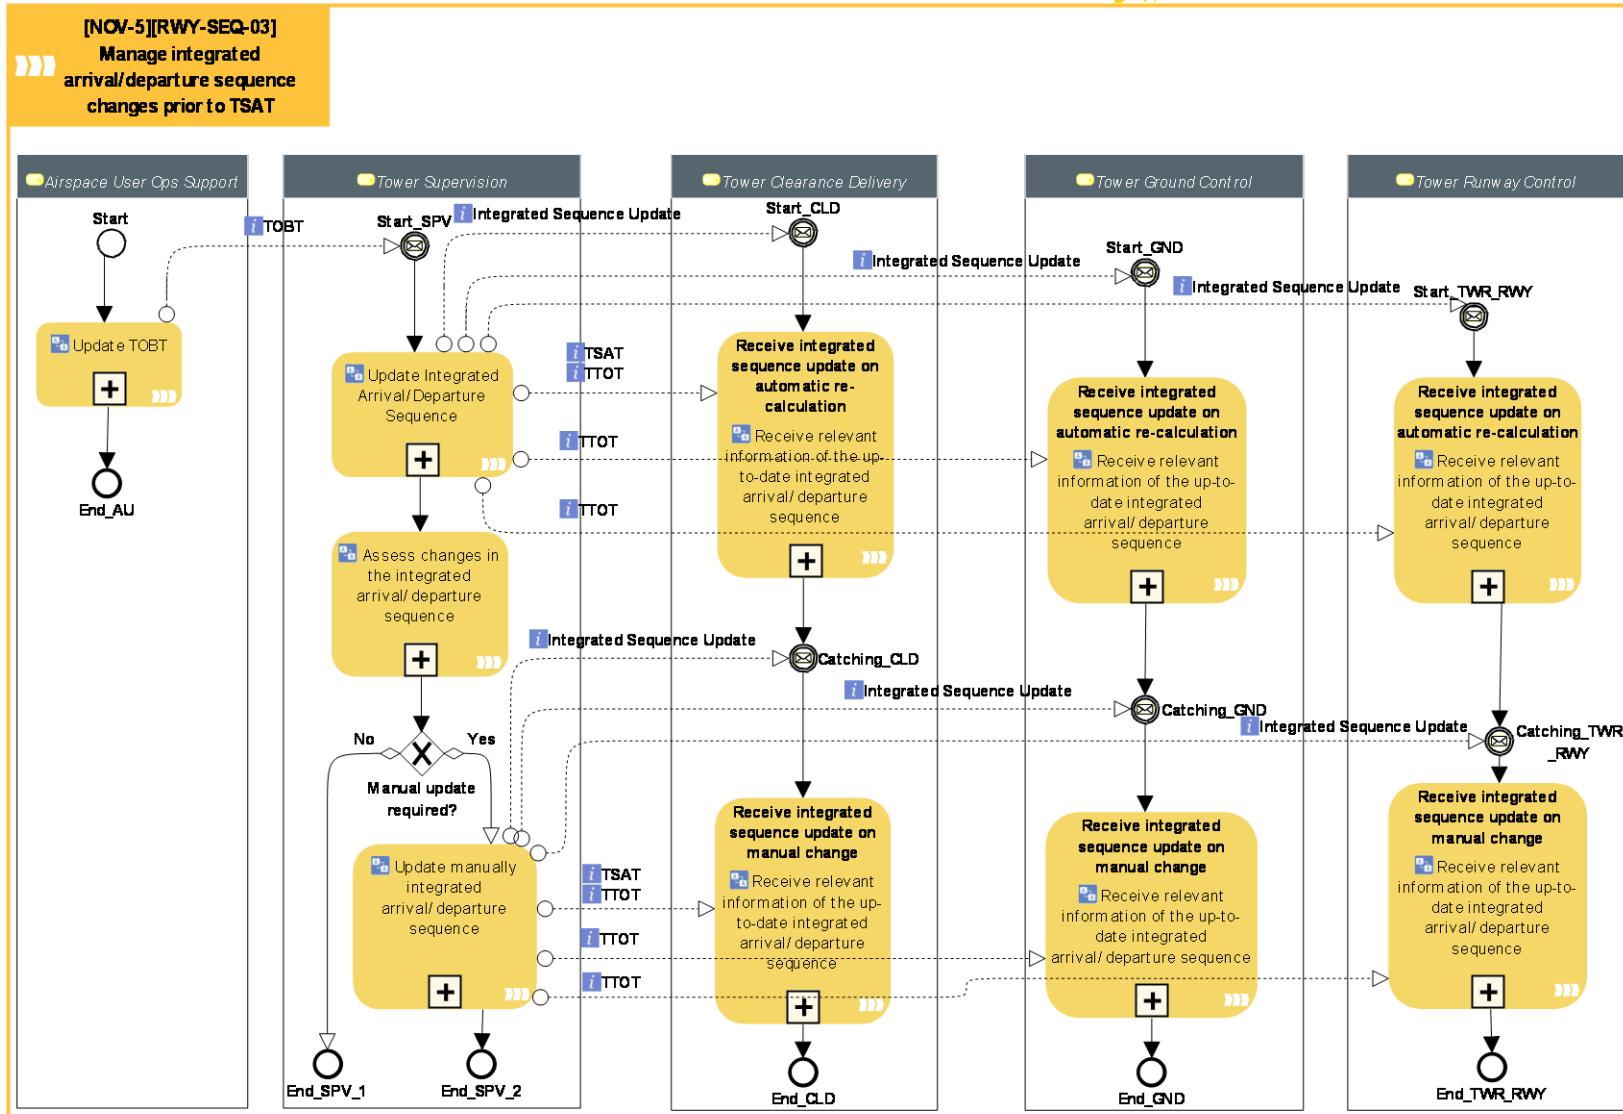 [NOV-5][RWY-SEQ-03]
Manage integrated
arrival/departure sequence
changes prior to TSAT
Airspace User Ops Support
Tower Supervision
Tower Clearance Delivery
Tower Ground Control
Tower Runway Control
Start
TOBT
Start_SPV
Integrated Sequence Update
Start_CLD
Integrated Sequence Update
Start_GND
Integrated Sequence Update
Start_TWR_RWY
Update TOBT
End_AU
Update Integrated
Arrival/Departure
Sequence
TSAT
TTOT
TTOT
TTOT
Receive integrated
sequence update on
automatic re-
calculation
Receive relevant
information of the up-
to-date integrated
arrival/departure
sequence
Receive integrated
sequence update on
automatic re-calculation
Receive relevant
information of the up-to-
date integrated
arrival/departure
sequence
Receive integrated
sequence update on
automatic re-calculation
Receive relevant
information of the up-to-
date integrated
arrival/departure
sequence
Assess changes in
the integrated
arrival/departure
sequence
Integrated Sequence Update
Catching_CLD
Integrated Sequence Update
Catching_GND
Integrated Sequence Update
Catching_TWR
_RWY
No
Yes
Manual update
required?
Update manually
integrated
arrival/departure
sequence
TSAT
TTOT
TTOT
TTOT
Receive integrated
sequence update on
manual change
Receive relevant
information of the up-
to-date integrated
arrival/departure
sequence
Receive integrated
sequence update on
manual change
Receive relevant
information of the up-to-
date integrated
arrival/departure sequence
Receive integrated
sequence update on
manual change
Receive relevant
information of the up-to-
date integrated
arrival/departure
sequence
End_SPV_1
End_SPV_2
End_CLD
End_GND
End_TWR_RWY